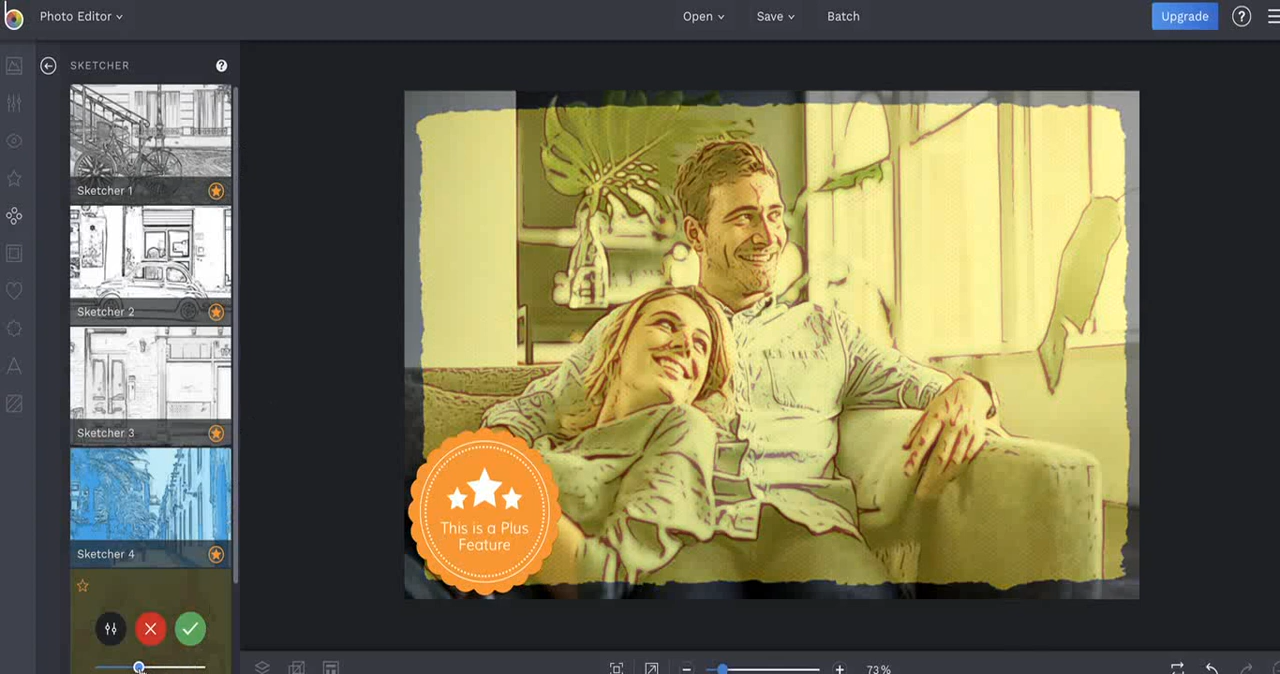 Photo Editor
Open
Save
Batch
Upgrade
?
SKETCHER
?
Sketcher 1
Sketcher 2
Sketcher 3
Sketcher 4
This is a Plus
Feature
73%